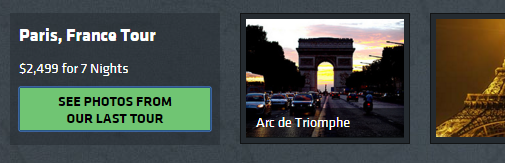 Paris, France Tour
$2,499 for 7 Nights
SEE PHOTOS FROM
OUR LAST TOUR
Arc de Triomphe